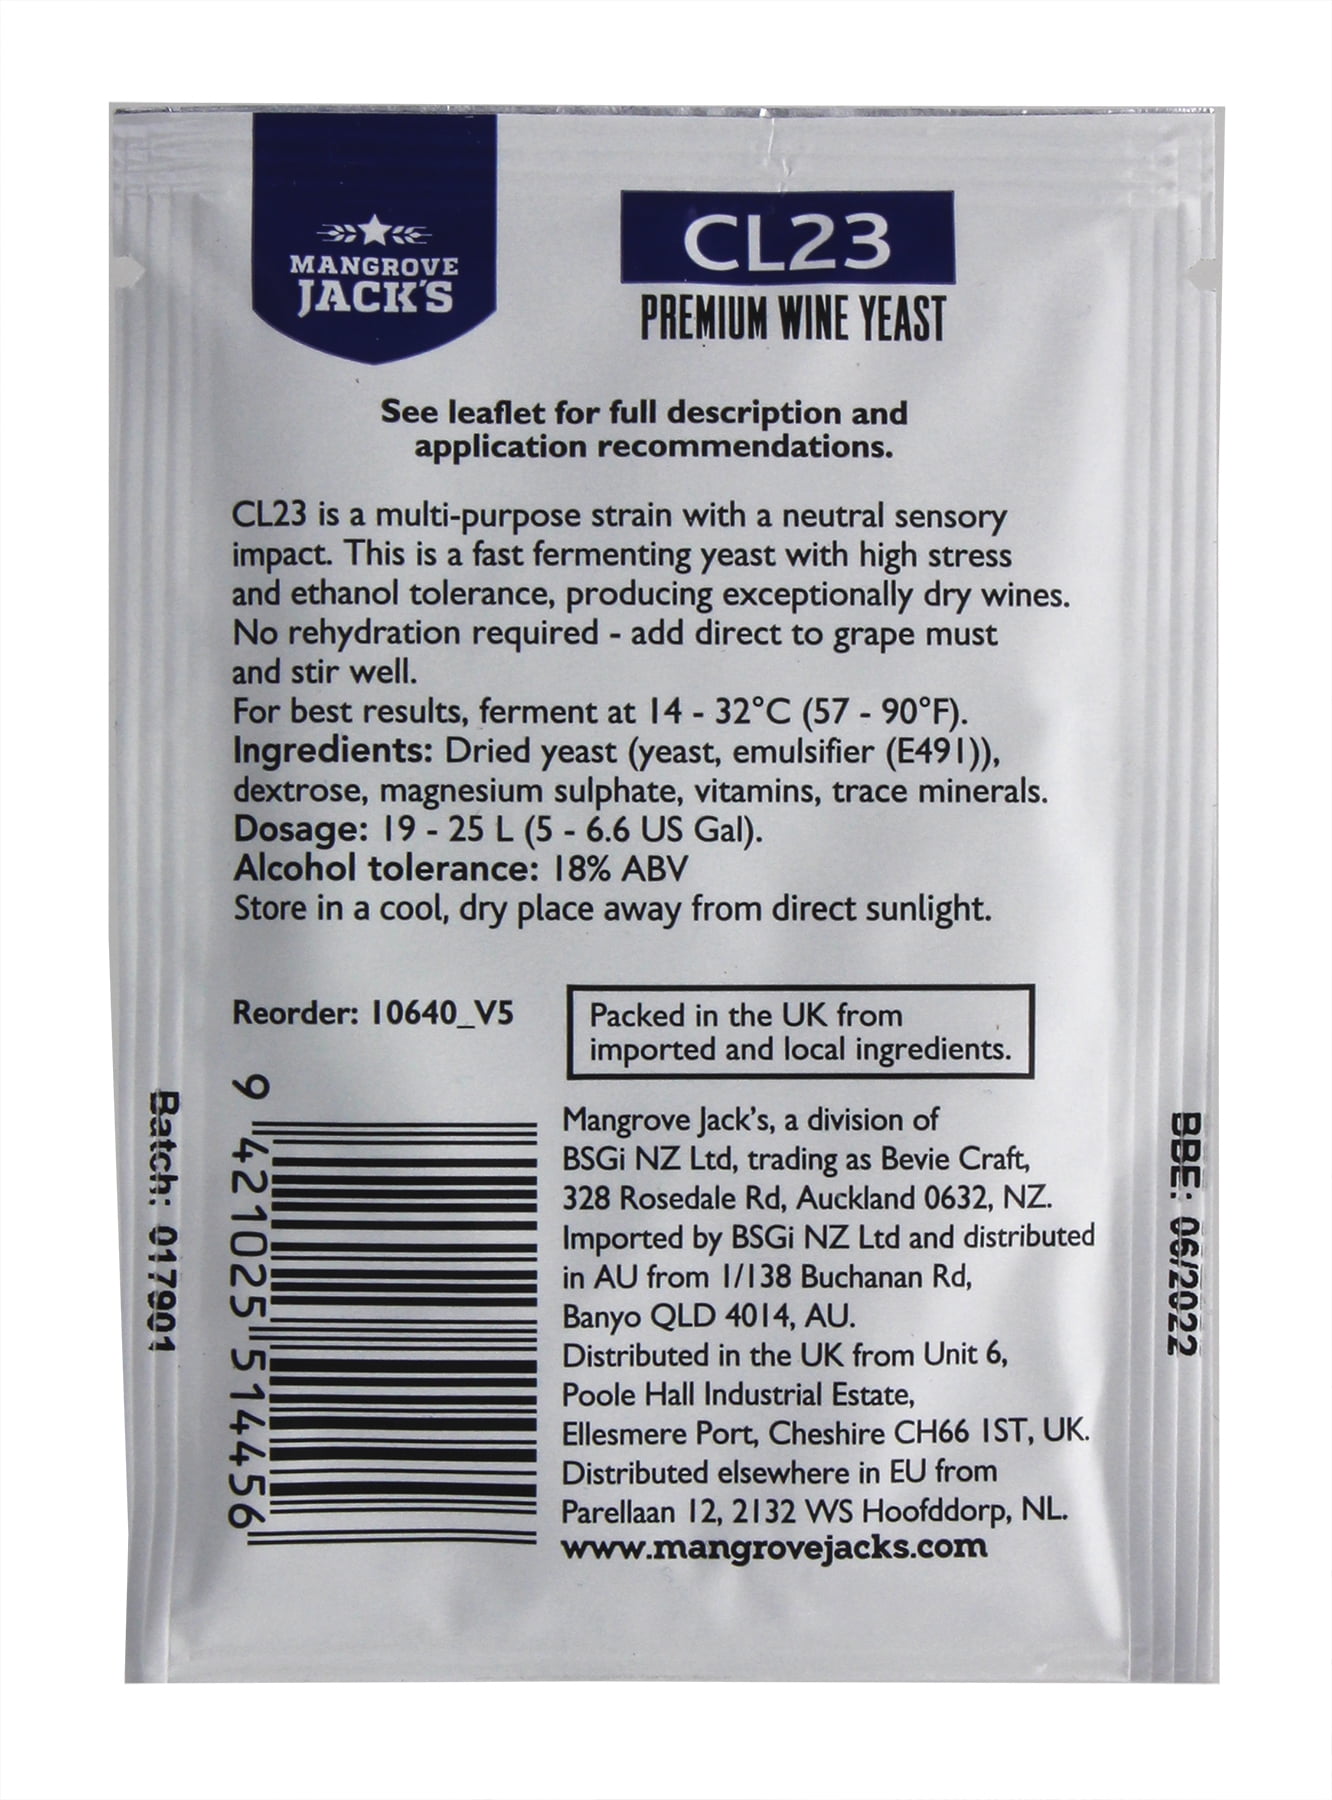 MANGROVE
JACK'S
CL23
PREMIUM WINE YEAST
See leaflet for full description and
application recommendations.
CL23 is a multi-purpose strain with a neutral sensory
impact. This is a fast fermenting yeast with high stress
and ethanol tolerance, producing exceptionally dry wines.
No rehydration required - add direct to grape must
and stir well.
For best results, ferment at 14 - 32°C (57 - 90°F).
Ingredients: Dried yeast (yeast, emulsifier (E491)),
dextrose, magnesium sulphate, vitamins, trace minerals.
Dosage: 19 - 25 L (5 - 6.6 US Gal).
Alcohol tolerance: 18% ABV
Store in a cool, dry place away from direct sunlight.
Reorder: 10640_V5
Packed in the UK from
imported and local ingredients.
9 421025 514456
Mangrove Jack's, a division of
BSGi NZ Ltd, trading as Bevie Craft,
328 Rosedale Rd, Auckland 0632, NZ.
Imported by BSGi NZ Ltd and distributed
in AU from 1/138 Buchanan Rd,
Banyo QLD 4014, AU.
Distributed in the UK from Unit 6,
Poole Hall Industrial Estate,
Ellesmere Port, Cheshire CH66 1ST, UK.
Distributed elsewhere in EU from
Parellaan 12, 2132 WS Hoofddorp, NL.
www.mangrovejacks.com
Batch: 017901
BBE: 06/2022